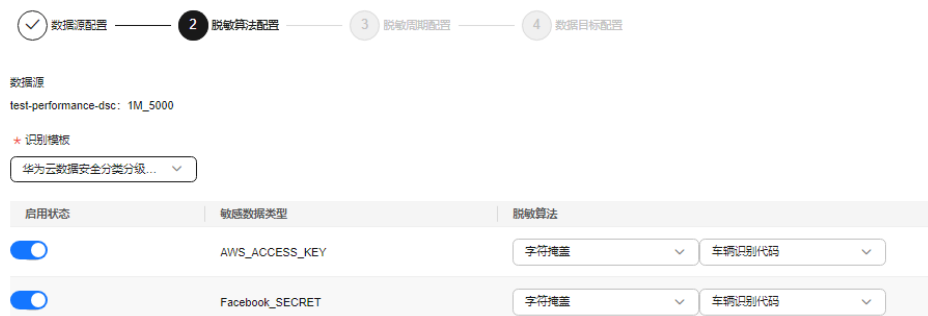 数据源配置 2 脱敏算法配置 3 脱敏周期配置 4 数据目标配置
数据源
test-performance-dsc：1M_5000
* 识别模板
华为云数据安全分类分级...
启用状态 敏感数据类型 脱敏算法
AWS_ACCESS_KEY 字符掩盖 车辆识别代码
Facebook_SECRET 字符掩盖 车辆识别代码